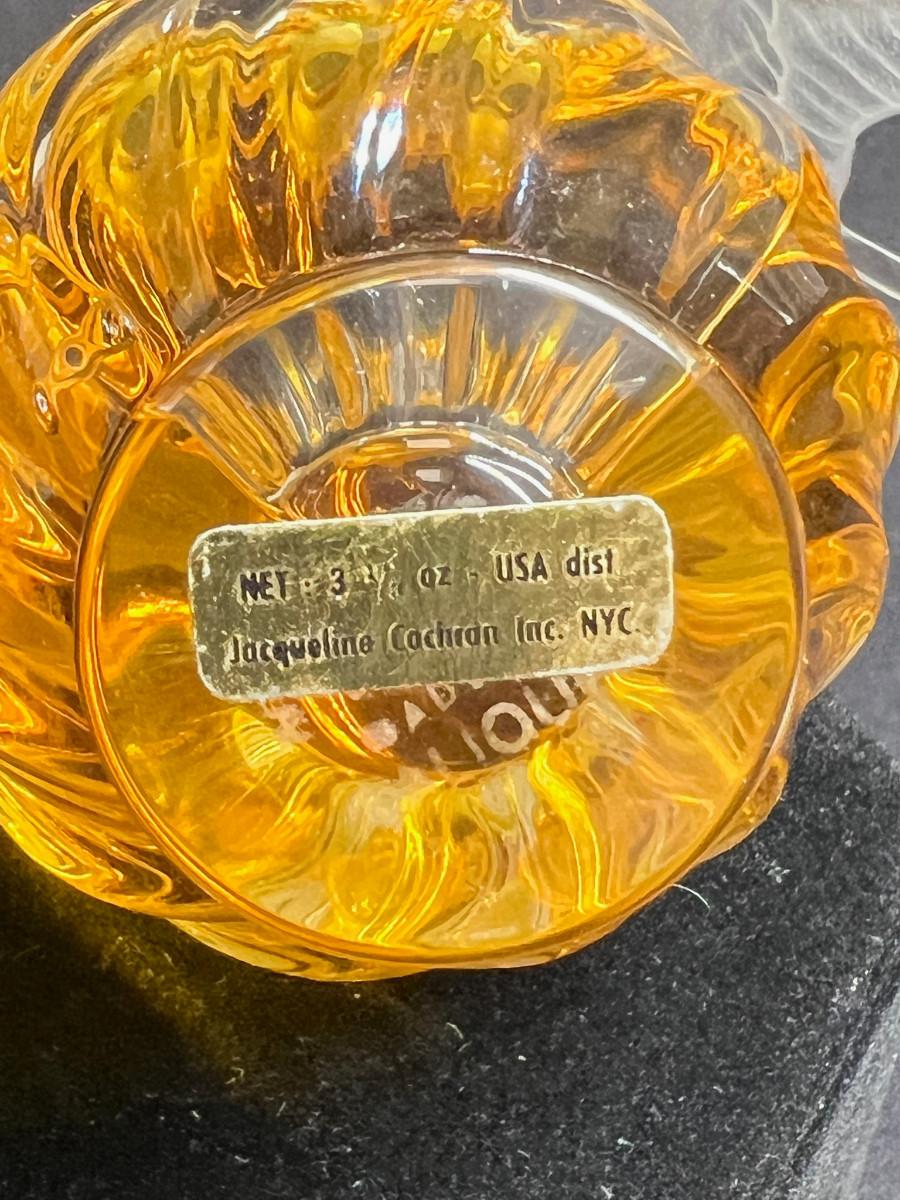 NET : 3 oz - USA dist
Jacqueline Cochran Inc. NYC.